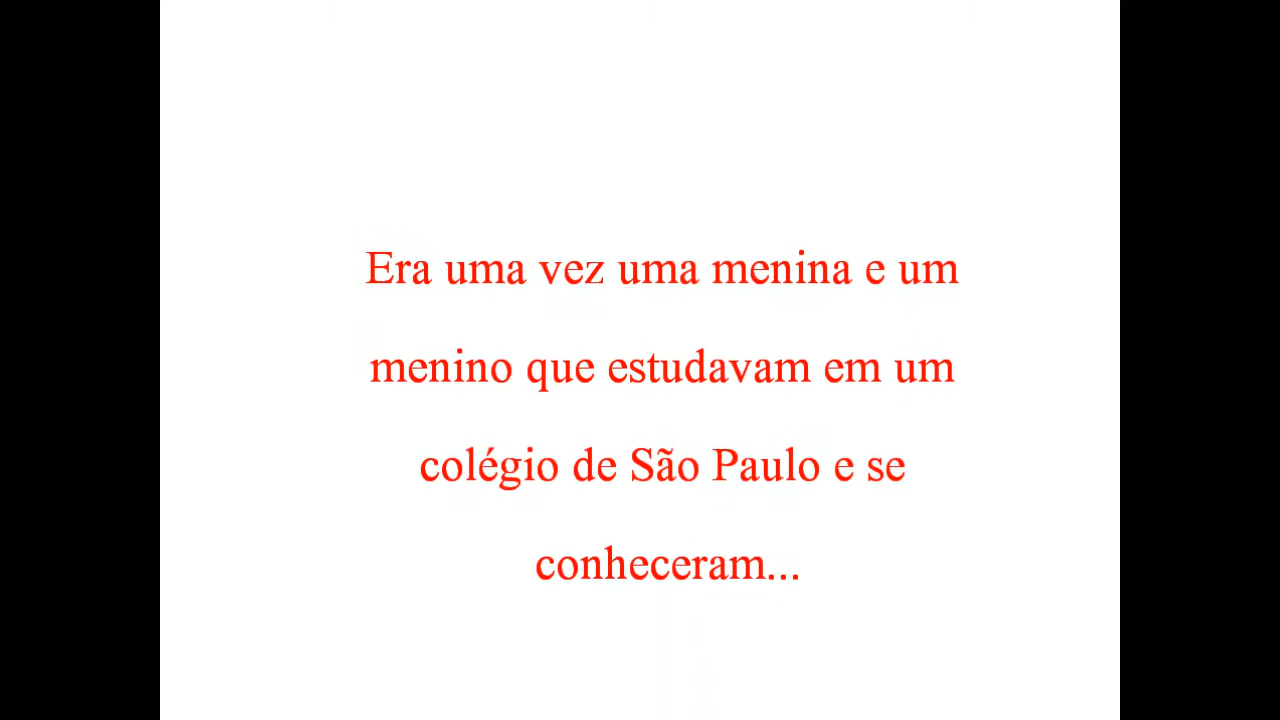 Era uma vez uma menina e um
menino que estudavam em um
colégio de São Paulo e se
conheceram...